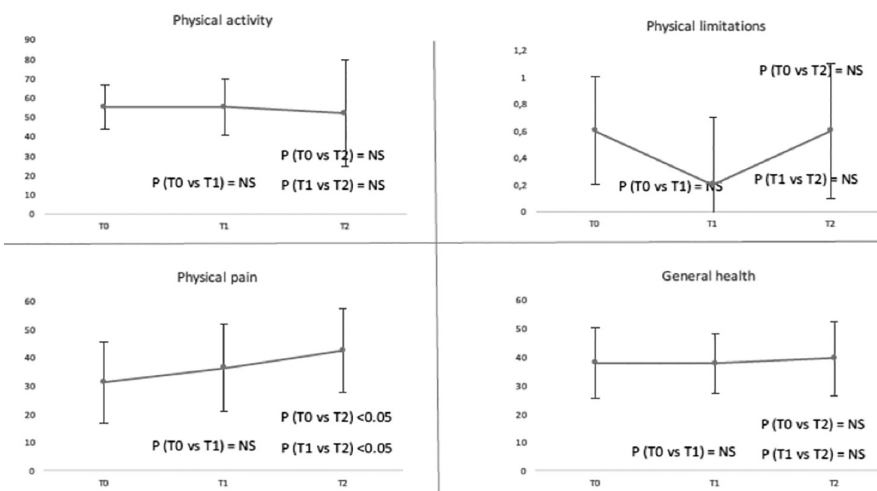 Physical activity
90
80
70
60
50
40
30
20
10
0
P (T0 vs T2) = NS
P (T0 vs T1) = NS
P (T1 vs T2) = NS
T0
T1
T2
Physical limitations
1,2
1
0,8
0,6
0,4
0,2
0
P (T0 vs T2) = NS
P (T0 vs T1) = NS
P (T1 vs T2) = NS
T0
T1
T2
Physical pain
60
50
40
30
20
10
0
P (T0 vs T2) <0.05
P (T0 vs T1) = NS
P (T1 vs T2) <0.05
T0
T1
T2
General health
60
50
40
30
20
10
0
P (T0 vs T2) = NS
P (T0 vs T1) = NS
P (T1 vs T2) = NS
T0
T1
T2